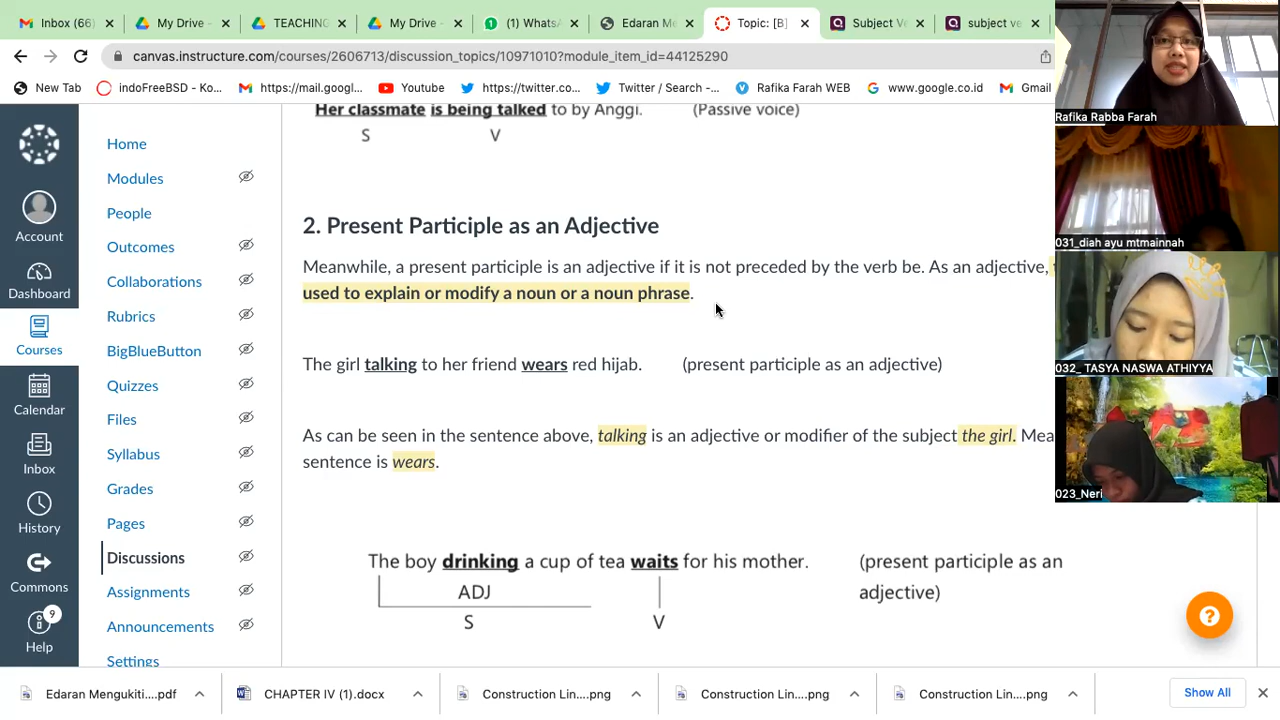 Inbox (66)
My Drive -
TEACHING
My Drive -
(1) Whats
Edaran Me
Topic: [B]
Subject V
subject ve
canvas.instructure.com/courses/2606713/discussion_topics/10971010?module_item_id=44125290
New Tab
indoFreeBSD - Ko...
https://mail.googl...
Youtube
https://twitter.co...
Twitter / Search -...
Rafika Farah WEB
www.google.co.id
Gmail
Account
Dashboard
Courses
Calendar
Inbox
History
Commons
9
Help
Home
Modules
People
Outcomes
Collaborations
Rubrics
BigBlueButton
Quizzes
Files
Syllabus
Grades
Pages
Discussions
Assignments
Announcements
Settings
Her classmate is being talked to by Anggi. (Passive voice)
S V
2. Present Participle as an Adjective
Meanwhile, a present participle is an adjective if it is not preceded by the verb be. As an adjective,
used to explain or modify a noun or a noun phrase.
The girl talking to her friend wears red hijab. (present participle as an adjective)
As can be seen in the sentence above, talking is an adjective or modifier of the subject the girl. Mea
sentence is wears.
The boy drinking a cup of tea waits for his mother. (present participle as an
ADJ adjective)
S V
Rafika Rabba Farah
031_diah ayu mtmainnah
032_ TASYA NASWA ATHIYYA
023_Neri
Edaran Mengukiti....pdf
CHAPTER IV (1).docx
Construction Lin....png
Construction Lin....png
Construction Lin....png
Show All